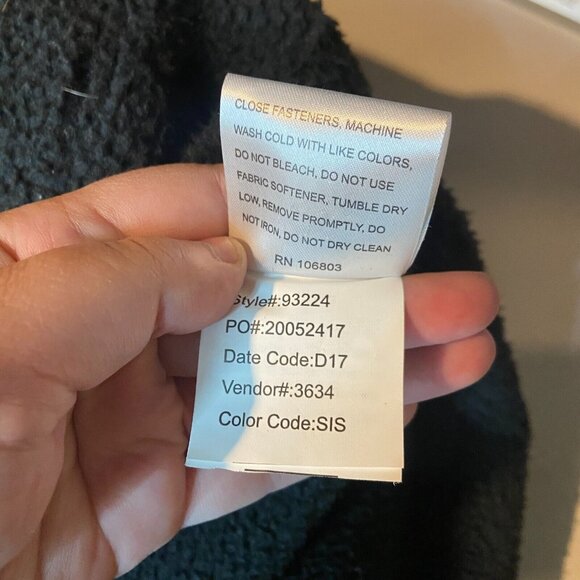 CLOSE FASTENERS, MACHINE
WASH COLD WITH LIKE COLORS,
DO NOT BLEACH, DO NOT USE
FABRIC SOFTENER, TUMBLE DRY
LOW, REMOVE PROMPTLY, DO
NOT IRON, DO NOT DRY CLEAN
RN 106803
Style#:93224
PO#:20052417
Date Code:D17
Vendor#:3634
Color Code:SIS